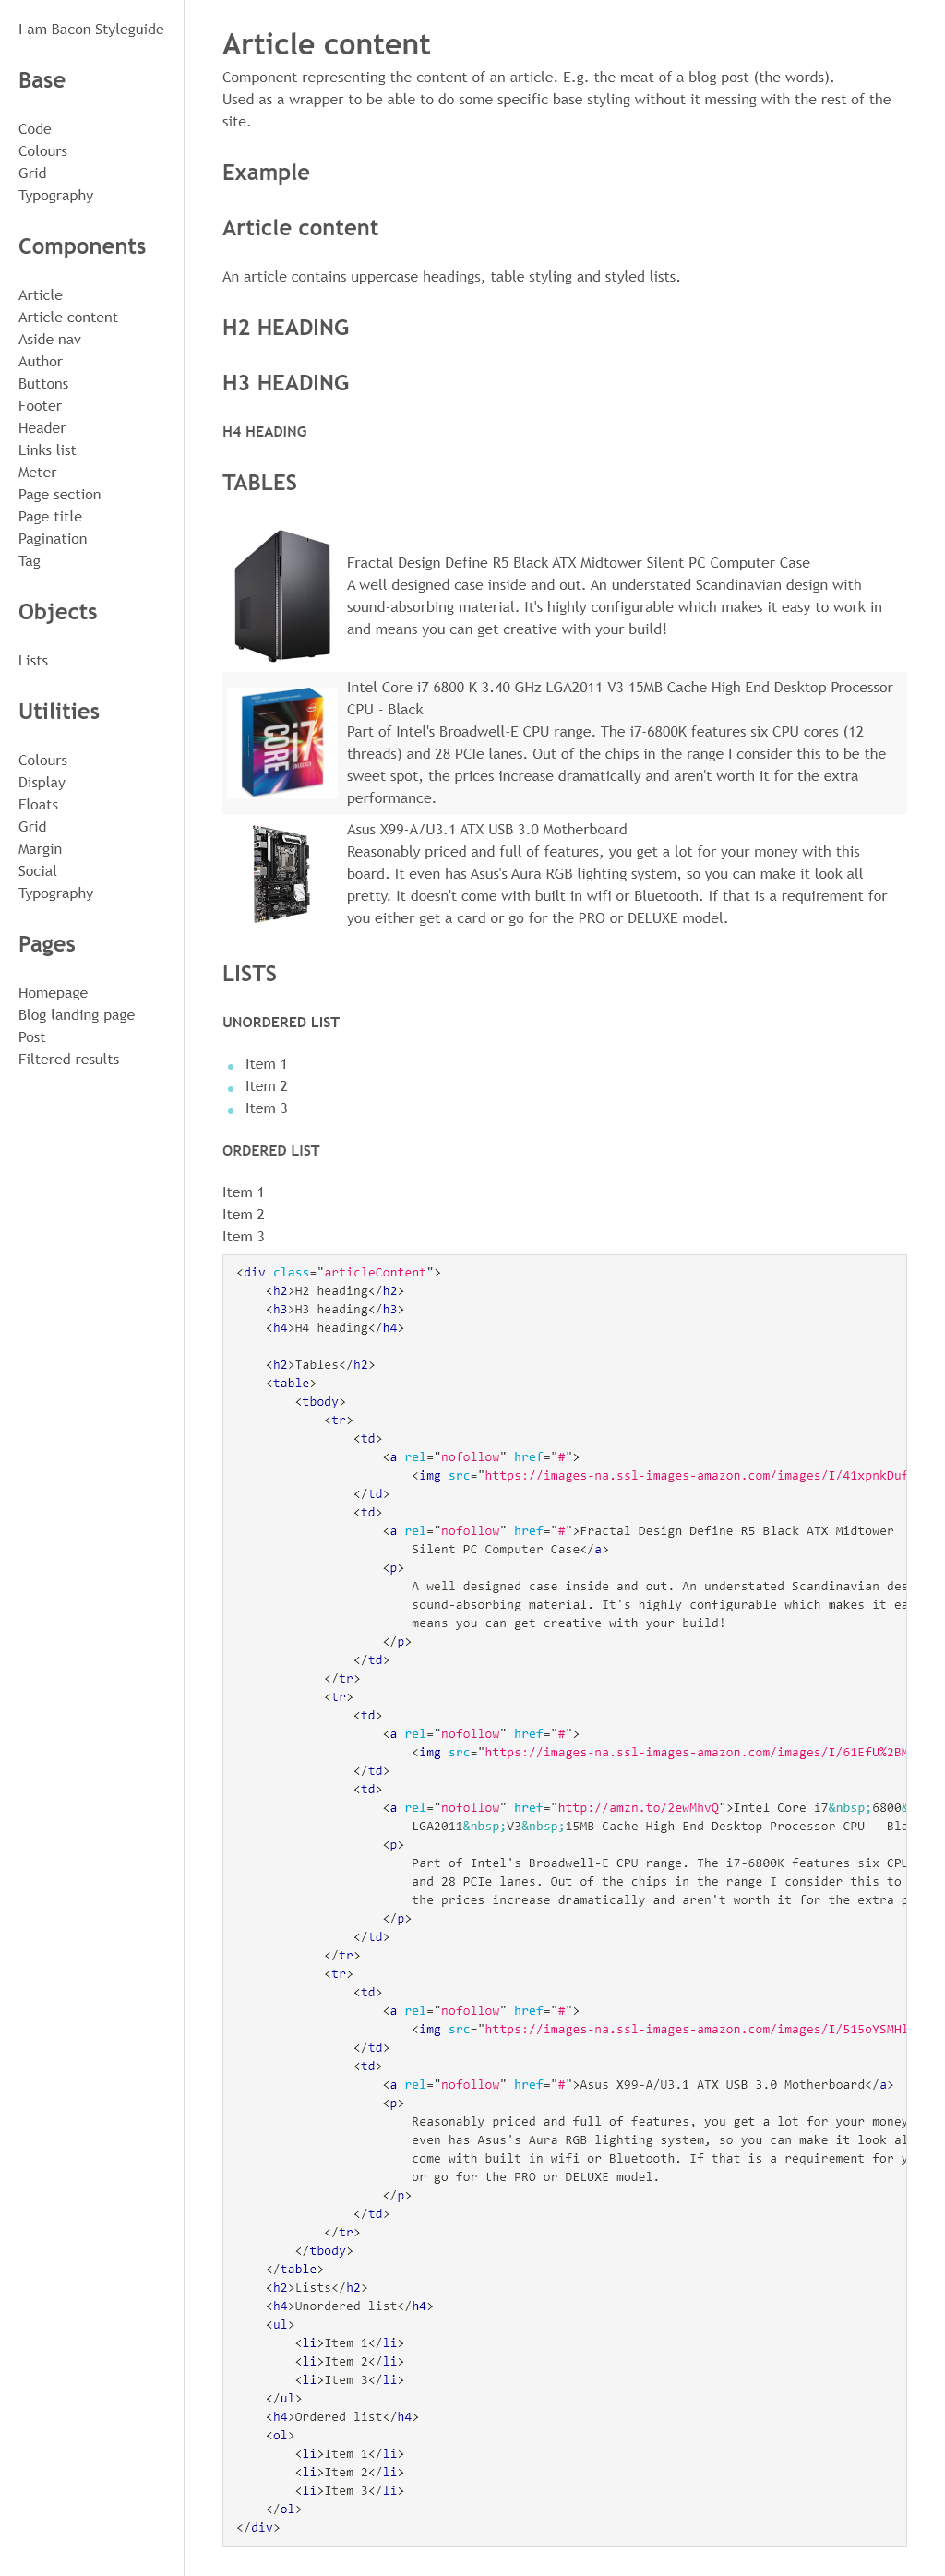 I am Bacon Styleguide
Base
Code
Colours
Grid
Typography
Components
Article
Article content
Aside nav
Author
Buttons
Footer
Header
Links list
Meter
Page section
Page title
Pagination
Tag
Objects
Lists
Utilities
Colours
Display
Floats
Grid
Margin
Social
Typography
Pages
Homepage
Blog landing page
Post
Filtered results
Article content
Component representing the content of an article. E.g. the meat of a blog post (the words).
Used as a wrapper to be able to do some specific base styling without it messing with the rest of the
site.
Example
Article content
An article contains uppercase headings, table styling and styled lists.
H2 HEADING
H3 HEADING
H4 HEADING
TABLES
Fractal Design Define R5 Black ATX Midtower Silent PC Computer Case
A well designed case inside and out. An understated Scandinavian design with
sound-absorbing material. It's highly configurable which makes it easy to work in
and means you can get creative with your build!
CORE i7
UNLOCKED
Intel Core i7 6800 K 3.40 GHz LGA2011 V3 15MB Cache High End Desktop Processor
CPU - Black
Part of Intel's Broadwell-E CPU range. The i7-6800K features six CPU cores (12
threads) and 28 PCIe lanes. Out of the chips in the range I consider this to be the
sweet spot, the prices increase dramatically and aren't worth it for the extra
performance.
Asus X99-A/U3.1 ATX USB 3.0 Motherboard
Reasonably priced and full of features, you get a lot for your money with this
board. It even has Asus's Aura RGB lighting system, so you can make it look all
pretty. It doesn't come with built in wifi or Bluetooth. If that is a requirement for
you either get a card or go for the PRO or DELUXE model.
LISTS
UNORDERED LIST
Item 1
Item 2
Item 3
ORDERED LIST
Item 1
Item 2
Item 3
<div class="articleContent">
    <h2>H2 heading</h2>
    <h3>H3 heading</h3>
    <h4>H4 heading</h4>
    <h2>Tables</h2>
    <table>
        <tbody>
            <tr>
                <td>
                    <a rel="nofollow" href="#">
                        <img src="https://images-na.ssl-images-amazon.com/images/I/41xpnkDuf
                </td>
                <td>
                    <a rel="nofollow" href="#">Fractal Design Define R5 Black ATX Midtower
                        Silent PC Computer Case</a>
                    <p>
                        A well designed case inside and out. An understated Scandinavian des
                        sound-absorbing material. It's highly configurable which makes it ea
                        means you can get creative with your build!
                    </p>
                </td>
            </tr>
            <tr>
                <td>
                    <a rel="nofollow" href="#">
                        <img src="https://images-na.ssl-images-amazon.com/images/I/61EfU%2BM
                </td>
                <td>
                    <a rel="nofollow" href="http://amzn.to/2ewMhvQ">Intel Core i7&nbsp;6800&
                        LGA2011&nbsp;V3&nbsp;15MB Cache High End Desktop Processor CPU - Bla
                    <p>
                        Part of Intel's Broadwell-E CPU range. The i7-6800K features six CPU
                        and 28 PCIe lanes. Out of the chips in the range I consider this to
                        the prices increase dramatically and aren't worth it for the extra p
                    </p>
                </td>
            </tr>
            <tr>
                <td>
                    <a rel="nofollow" href="#">
                        <img src="https://images-na.ssl-images-amazon.com/images/I/515oYSMHl
                </td>
                <td>
                    <a rel="nofollow" href="#">Asus X99-A/U3.1 ATX USB 3.0 Motherboard</a>
                    <p>
                        Reasonably priced and full of features, you get a lot for your money
                        even has Asus's Aura RGB lighting system, so you can make it look al
                        come with built in wifi or Bluetooth. If that is a requirement for y
                        or go for the PRO or DELUXE model.
                    </p>
                </td>
            </tr>
        </tbody>
    </table>
    <h2>Lists</h2>
    <h4>Unordered list</h4>
    <ul>
        <li>Item 1</li>
        <li>Item 2</li>
        <li>Item 3</li>
    </ul>
    <h4>Ordered list</h4>
    <ol>
        <li>Item 1</li>
        <li>Item 2</li>
        <li>Item 3</li>
    </ol>
</div>